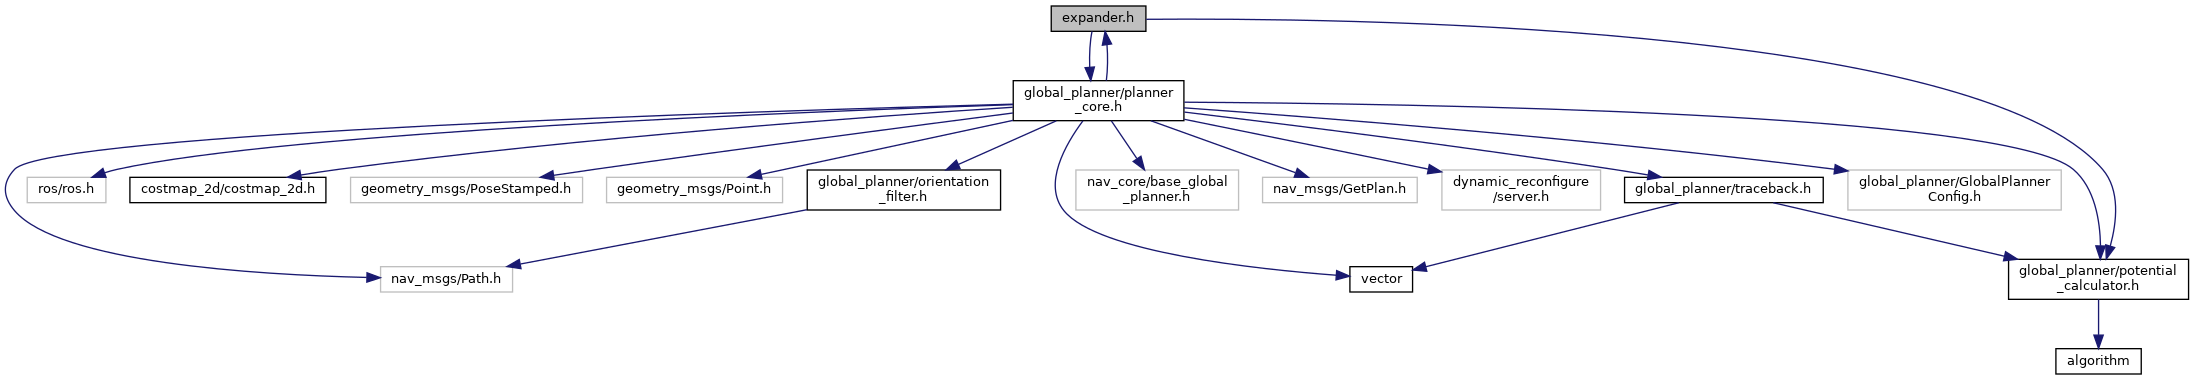 expander.h
global_planner/planner
_core.h
ros/ros.h
costmap_2d/costmap_2d.h
geometry_msgs/PoseStamped.h
geometry_msgs/Point.h
global_planner/orientation
_filter.h
nav_core/base_global
_planner.h
nav_msgs/GetPlan.h
dynamic_reconfigure
/server.h
global_planner/traceback.h
global_planner/GlobalPlanner
Config.h
nav_msgs/Path.h
vector
global_planner/potential
_calculator.h
algorithm